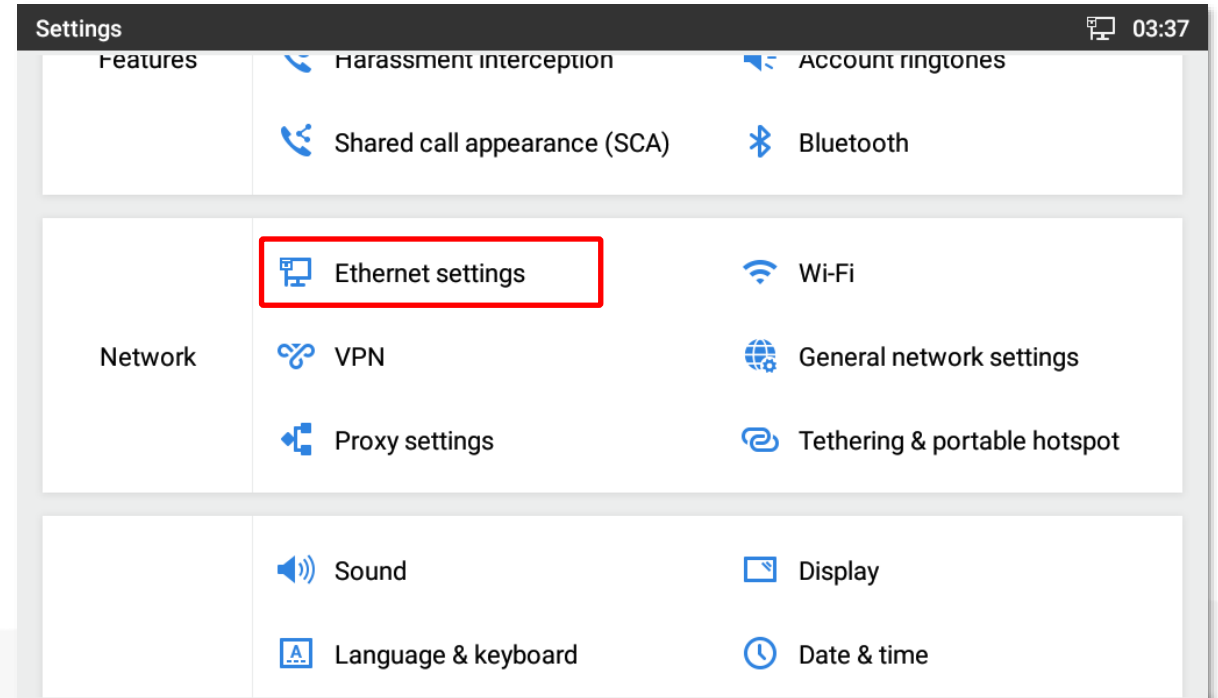 Settings 03:37
Features Harassment interception Account ringtones
Shared call appearance (SCA) Bluetooth
Ethernet settings Wi-Fi
Network VPN General network settings
Proxy settings Tethering & portable hotspot
Sound Display
Language & keyboard Date & time